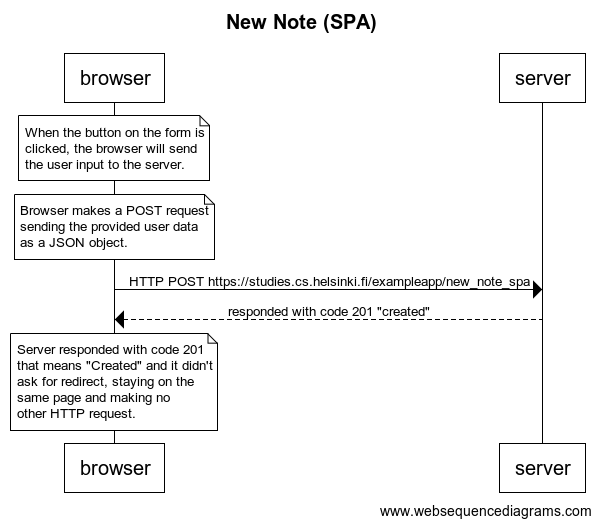 New Note (SPA)
browser
server
When the button on the form is
clicked, the browser will send
the user input to the server.
Browser makes a POST request
sending the provided user data
as a JSON object.
HTTP POST https://studies.cs.helsinki.fi/exampleapp/new_note_spa
responded with code 201 "created"
Server responded with code 201
that means "Created" and it didn't
ask for redirect, staying on the
same page and making no
other HTTP request.
browser
server
www.websequencediagrams.com